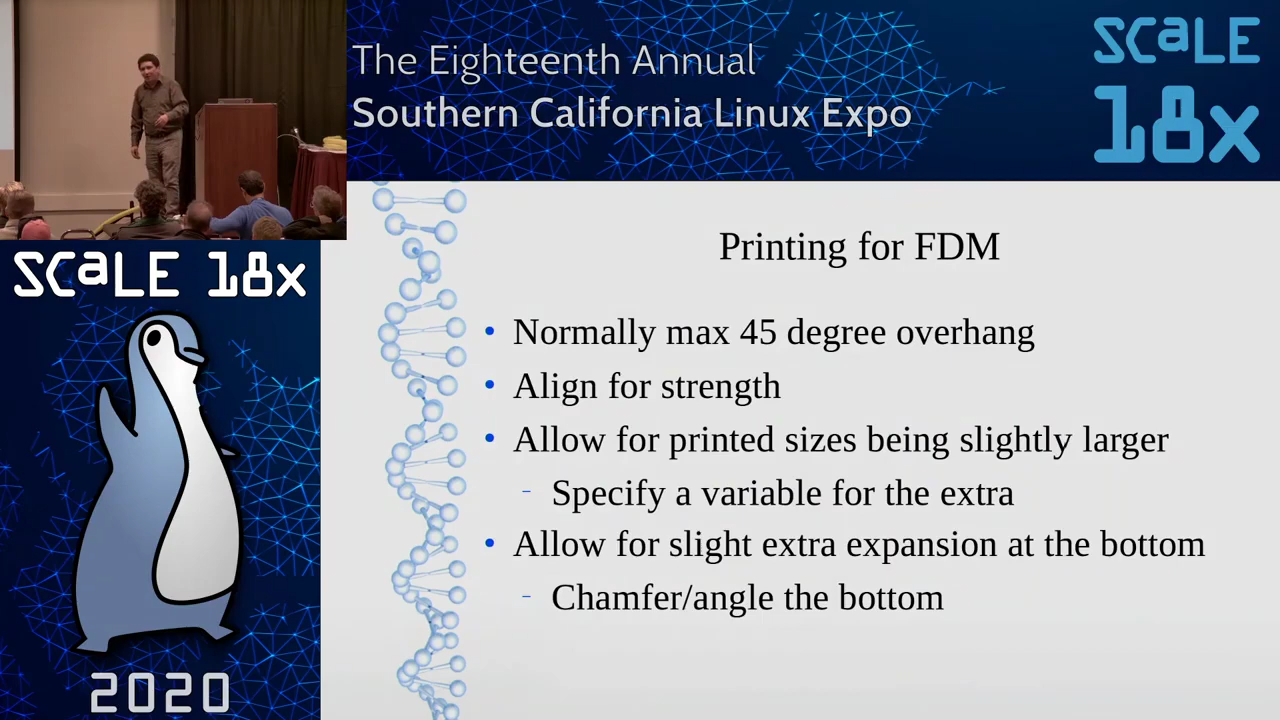 The Eighteenth Annual
Southern California Linux Expo
SCaLE
18x
SCaLE 18x
2020
Printing for FDM
• Normally max 45 degree overhang
• Align for strength
• Allow for printed sizes being slightly larger
– Specify a variable for the extra
• Allow for slight extra expansion at the bottom
– Chamfer/angle the bottom